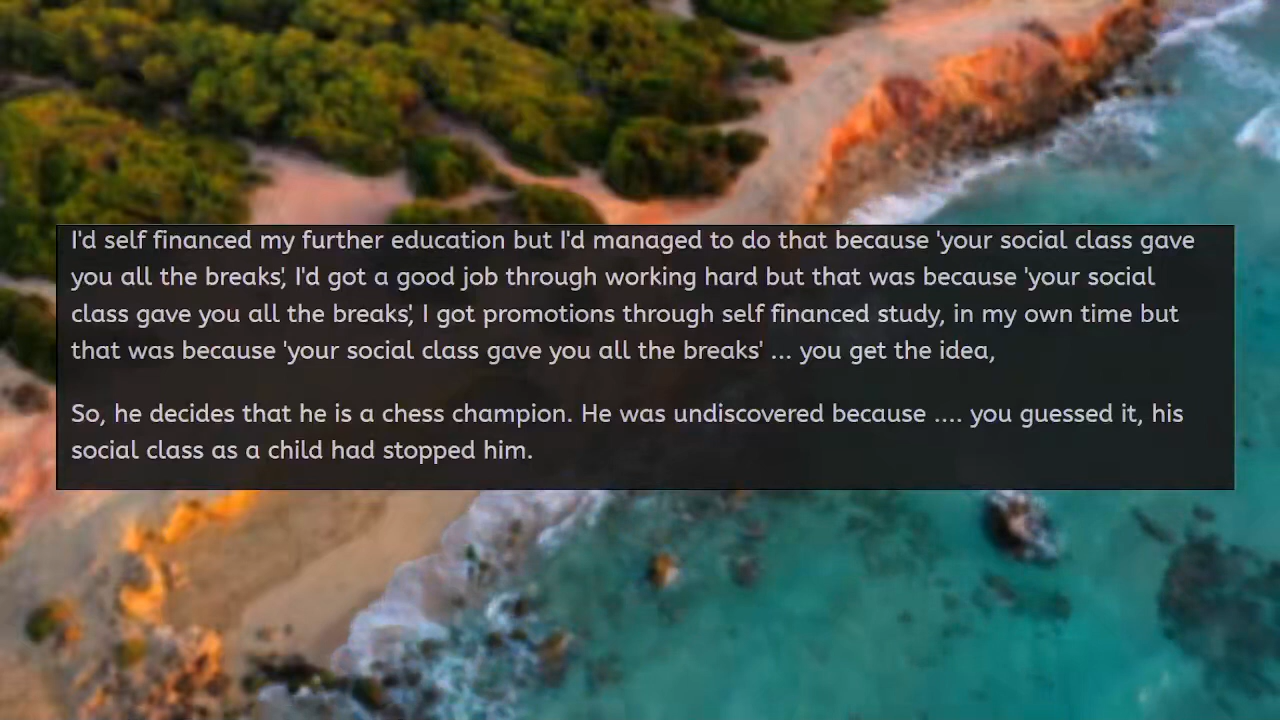 I'd self financed my further education but I'd managed to do that because 'your social class gave
you all the breaks', I'd got a good job through working hard but that was because 'your social
class gave you all the breaks', I got promotions through self financed study, in my own time but
that was because 'your social class gave you all the breaks' ... you get the idea,
So, he decides that he is a chess champion. He was undiscovered because .... you guessed it, his
social class as a child had stopped him.